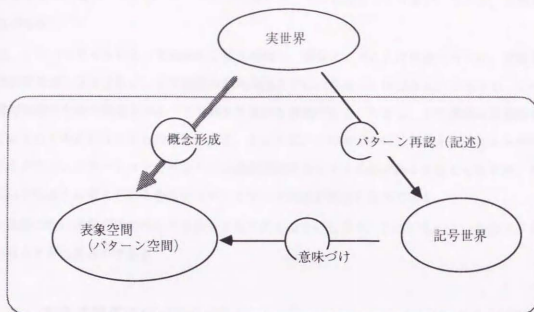 実世界
概念形成
パターン再認（記述）
表象空間
（パターン空間）
意味づけ
記号世界